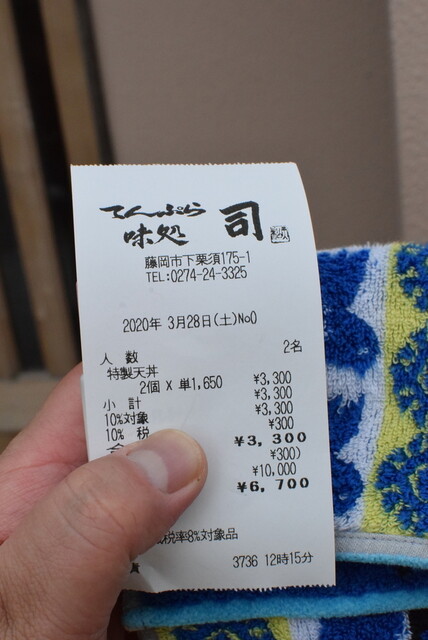 てんぷら
味処 司
藤岡市下栗須175-1
TEL:0274-24-3325
2020年 3月28日(土)No0
人 数 2名
特製天丼
2個 X 単1,650 ¥3,300
小 計 ¥3,300
10%対象 ¥3,300
10% 税 ¥300
¥3,300
¥300)
¥10,000
¥6,700
税率8%対象品
3736 12時15分